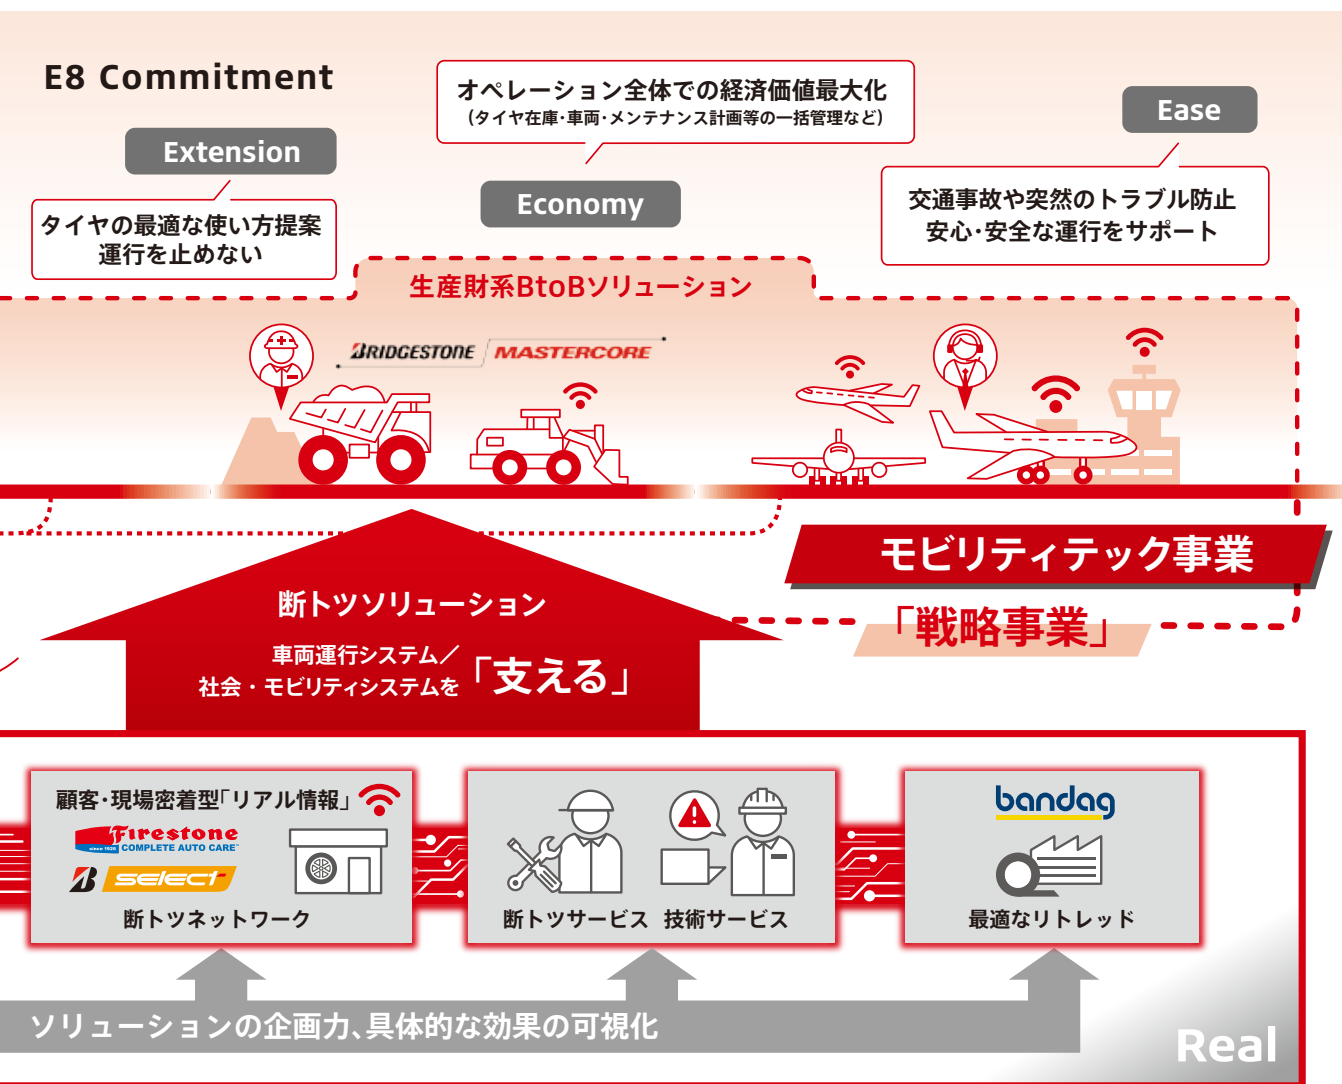 E8 Commitment
オペレーション全体での経済価値最大化
(タイヤ在庫・車両・メンテナンス計画等の一括管理など)
Ease
Extension
Economy
タイヤの最適な使い方提案
運行を止めない
交通事故や突然のトラブル防止
安心・安全な運行をサポート
生産財系BtoBソリューション
BRIDGESTONE MASTERCORE
モビリティテック事業
「戦略事業」
断トツソリューション
車両運行システム／
社会・モビリティシステムを「支える」
顧客・現場密着型「リアル情報」
Firestone
since 1926 COMPLETE AUTO CARE
select
断トツネットワーク
断トツサービス 技術サービス
bandag
最適なリトレッド
ソリューションの企画力、具体的な効果の可視化
Real